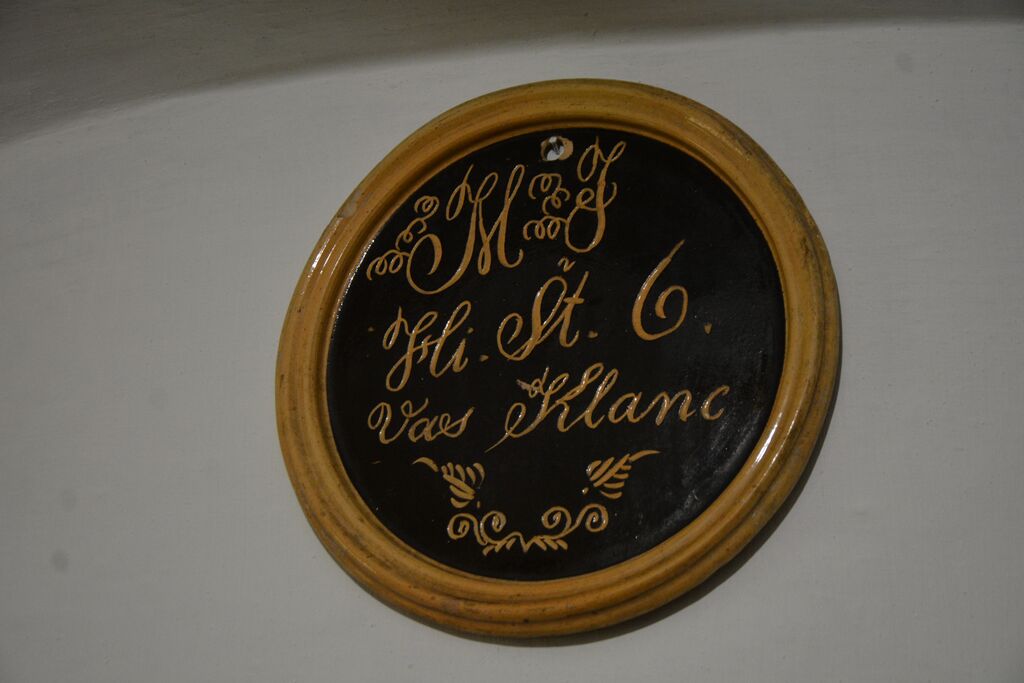 M J
Hi. Št. 6.
Vas Klanc